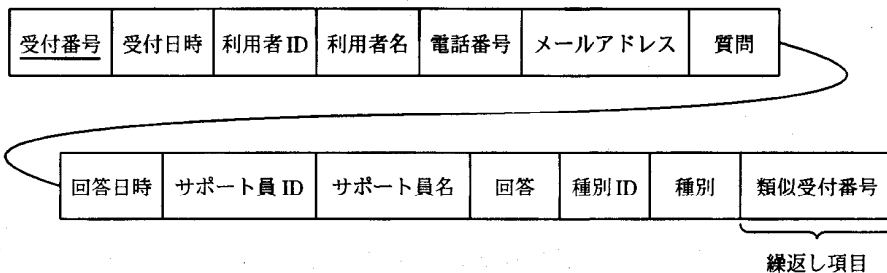 受付番号 受付日時 利用者ID 利用者名 電話番号 メールアドレス 質問
回答日時 サポート員ID サポート員名 回答 種別ID 種別 類似受付番号
繰返し項目